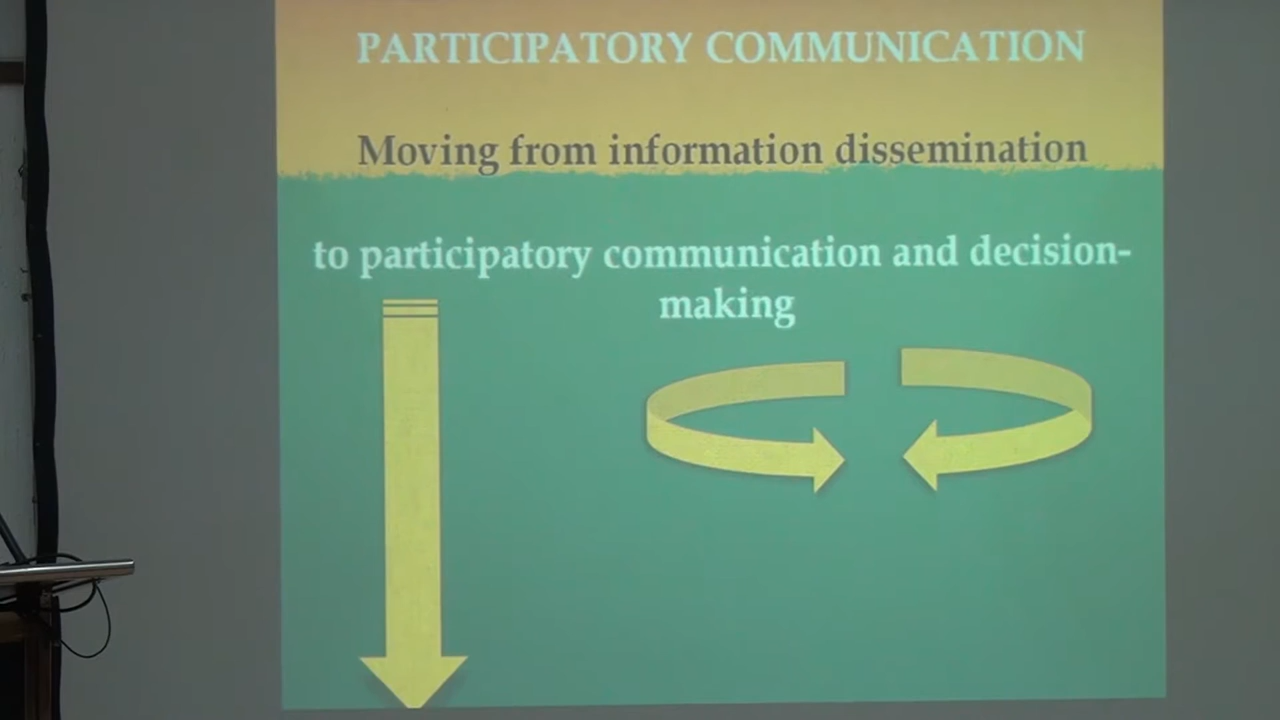 PARTICIPATORY COMMUNICATION
Moving from information dissemination
to participatory communication and decision-
making